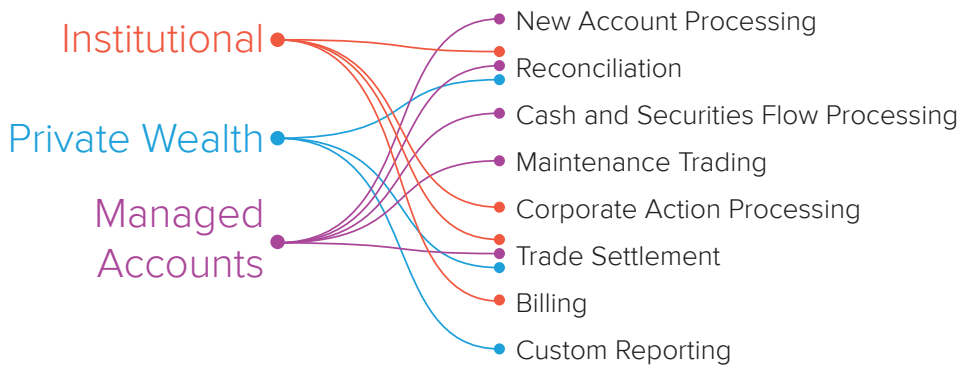 Institutional
Private Wealth
Managed
Accounts
New Account Processing
Reconciliation
Cash and Securities Flow Processing
Maintenance Trading
Corporate Action Processing
Trade Settlement
Billing
Custom Reporting